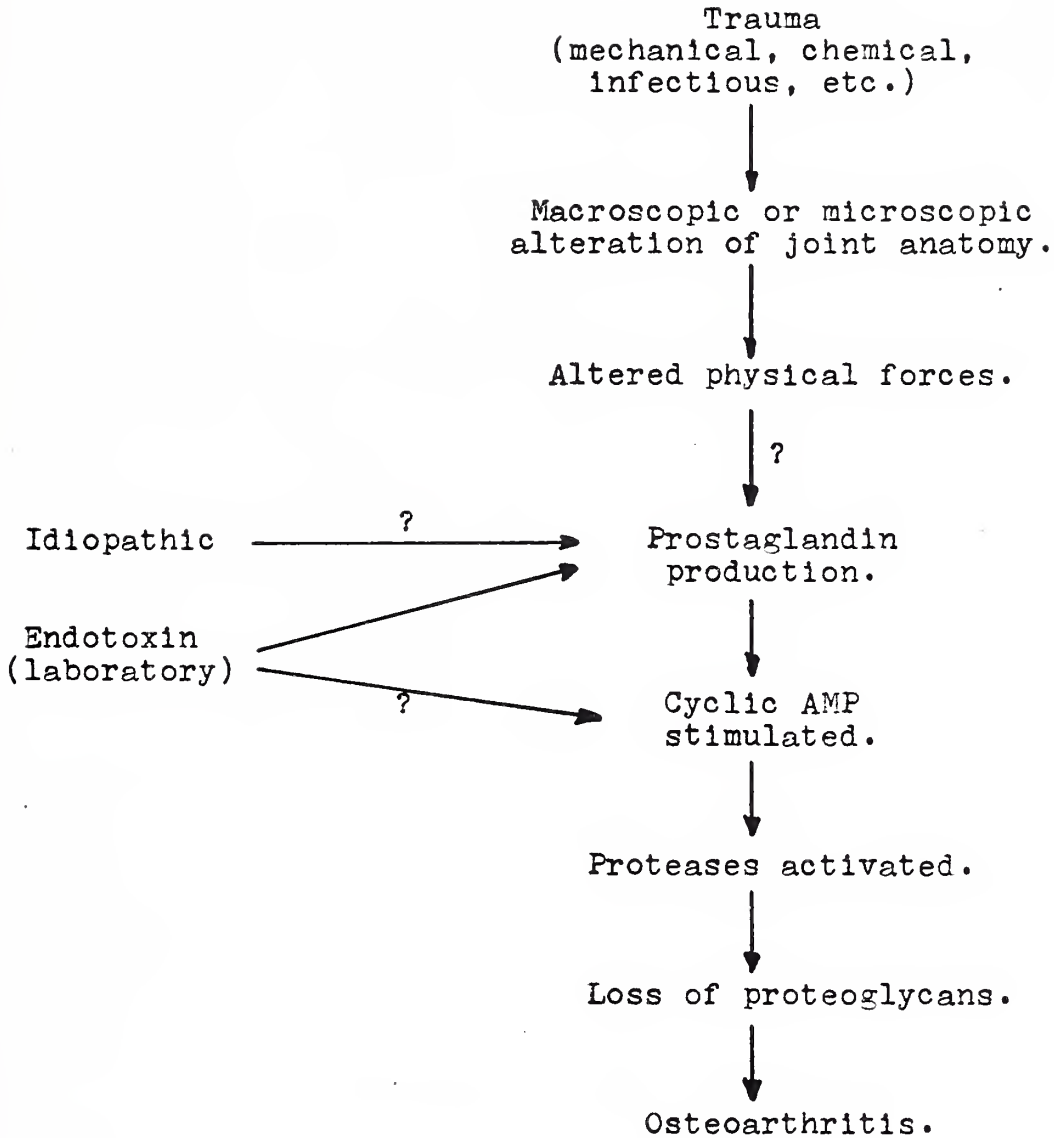 Trauma
(mechanical, chemical,
infectious, etc.)
Macroscopic or microscopic
alteration of joint anatomy.
Altered physical forces.
?
Idiopathic
?
Prostaglandin
production.
Endotoxin
(laboratory)
?
Cyclic AMP
stimulated.
Proteases activated.
Loss of proteoglycans.
Osteoarthritis.